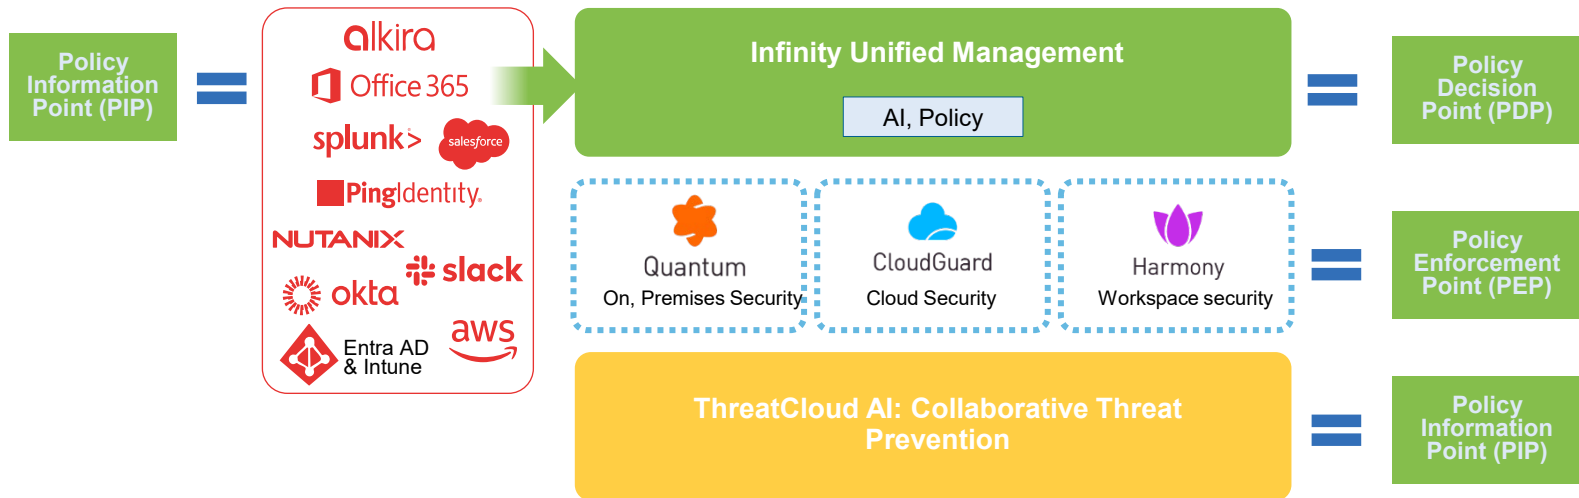 Policy
Information
Point (PIP)
alkira
Office 365
splunk>
salesforce
PingIdentity.
NUTANIX
slack
okta
aws
Entra AD
& Intune
Infinity Unified Management
AI, Policy
Policy
Decision
Point (PDP)
Quantum
On, Premises Security
CloudGuard
Cloud Security
Harmony
Workspace security
Policy
Enforcement
Point (PEP)
ThreatCloud AI: Collaborative Threat
Prevention
Policy
Information
Point (PIP)